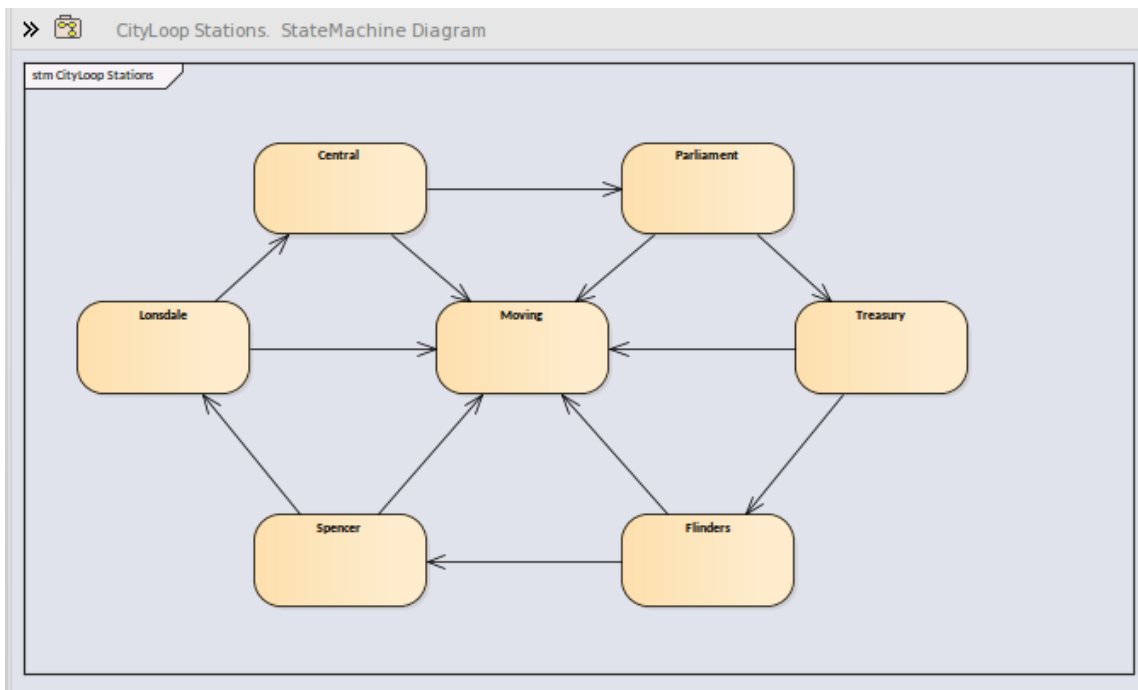 CityLoop Stations. StateMachine Diagram
stm CityLoop Stations
Central
Parliament
Lonsdale
Moving
Treasury
Spencer
Flinders